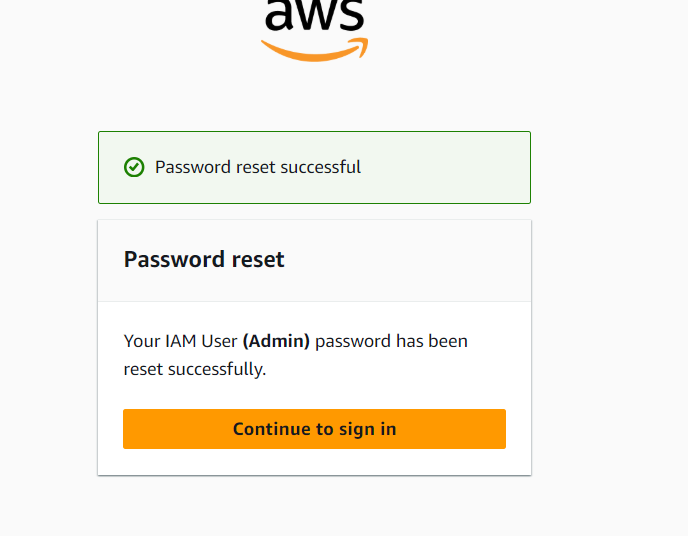 aws
Password reset successful
Password reset
Your IAM User (Admin) password has been
reset successfully.
Continue to sign in